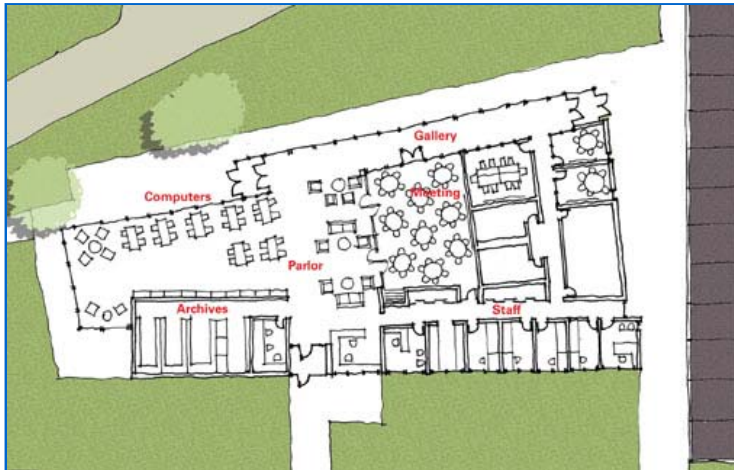 Gallery
Computers
Meeting
Parlor
Archives
Staff